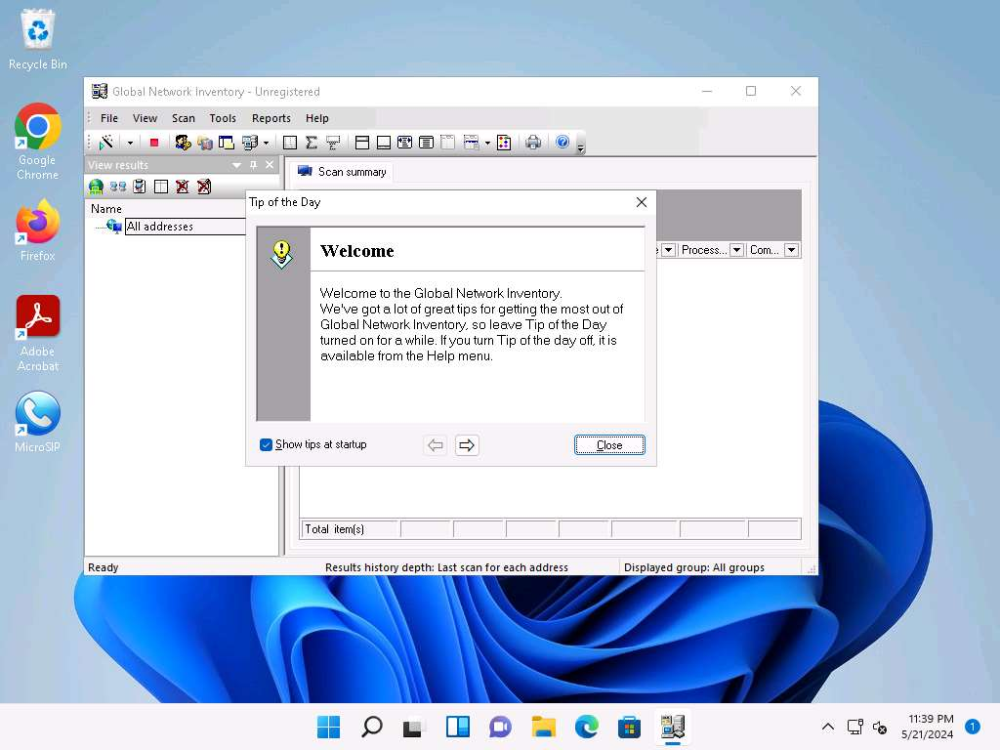 Recycle Bin
Google
Chrome
Firefox
Adobe
Acrobat
MicroSIP
Global Network Inventory - Unregistered
File View Scan Tools Reports Help
View results
Name
All addresses
Scan summary
Process... Com...
Total item(s)
Tip of the Day
Welcome
Welcome to the Global Network Inventory.
We've got a lot of great tips for getting the most out of
Global Network Inventory, so leave Tip of the Day
turned on for a while. If you turn Tip of the day off, it is
available from the Help menu.
Show tips at startup
Close
Ready
Results history depth: Last scan for each address
Displayed group: All groups
11:39 PM
5/21/2024
1